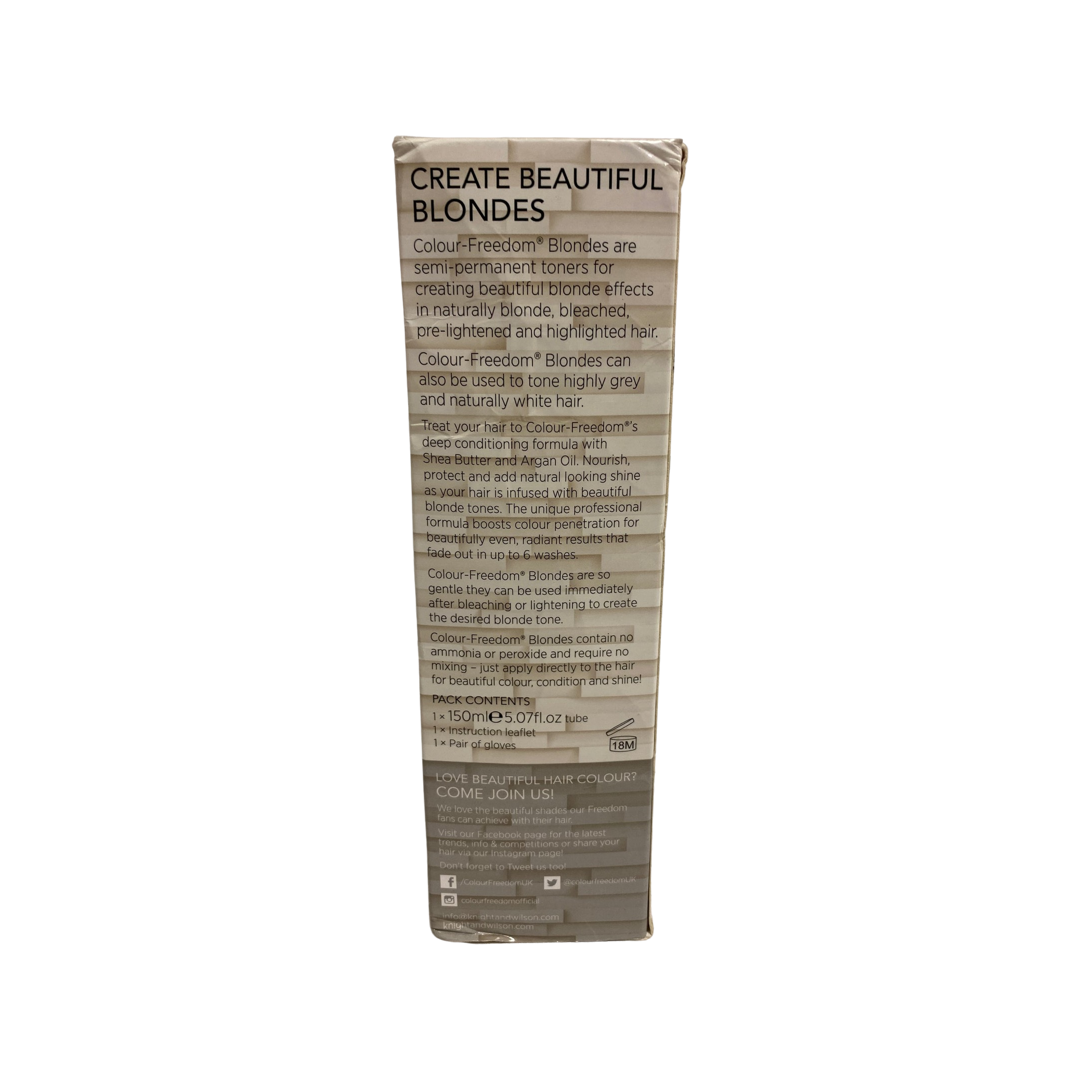 CREATE BEAUTIFUL
BLONDES
Colour-Freedom® Blondes are
semi-permanent toners for
creating beautiful blonde effects
in naturally blonde, bleached,
pre-lightened and highlighted hair.
Colour-Freedom® Blondes can
also be used to tone highly grey
and naturally white hair.
Treat your hair to Colour-Freedom®'s
deep conditioning formula with
Shea Butter and Argan Oil. Nourish,
protect and add natural looking shine
as your hair is infused with beautiful
blonde tones. The unique professional
formula boosts colour penetration for
beautifully even, radiant results that
fade out in up to 6 washes.
Colour-Freedom® Blondes are so
gentle they can be used immediately
after bleaching or lightening to create
the desired blonde tone.
Colour-Freedom® Blondes contain no
ammonia or peroxide and require no
mixing – just apply directly to the hair
for beautiful colour, condition and shine!
PACK CONTENTS
1 × 150ml℮5.07fl.oz tube
1 × Instruction leaflet
1 × Pair of gloves
18M
LOVE BEAUTIFUL HAIR COLOUR?
COME JOIN US!
We love the beautiful shades our Freedom
fans can achieve with their hair.
Visit our Facebook page for the latest
trends, info & competitions or share your
hair via our Instagram page!
Don't forget to Tweet us too!
/ColourFreedomUK @colourfreedomUK
colourfreedomofficial
info@knightandwilson.com
knightandwilson.com